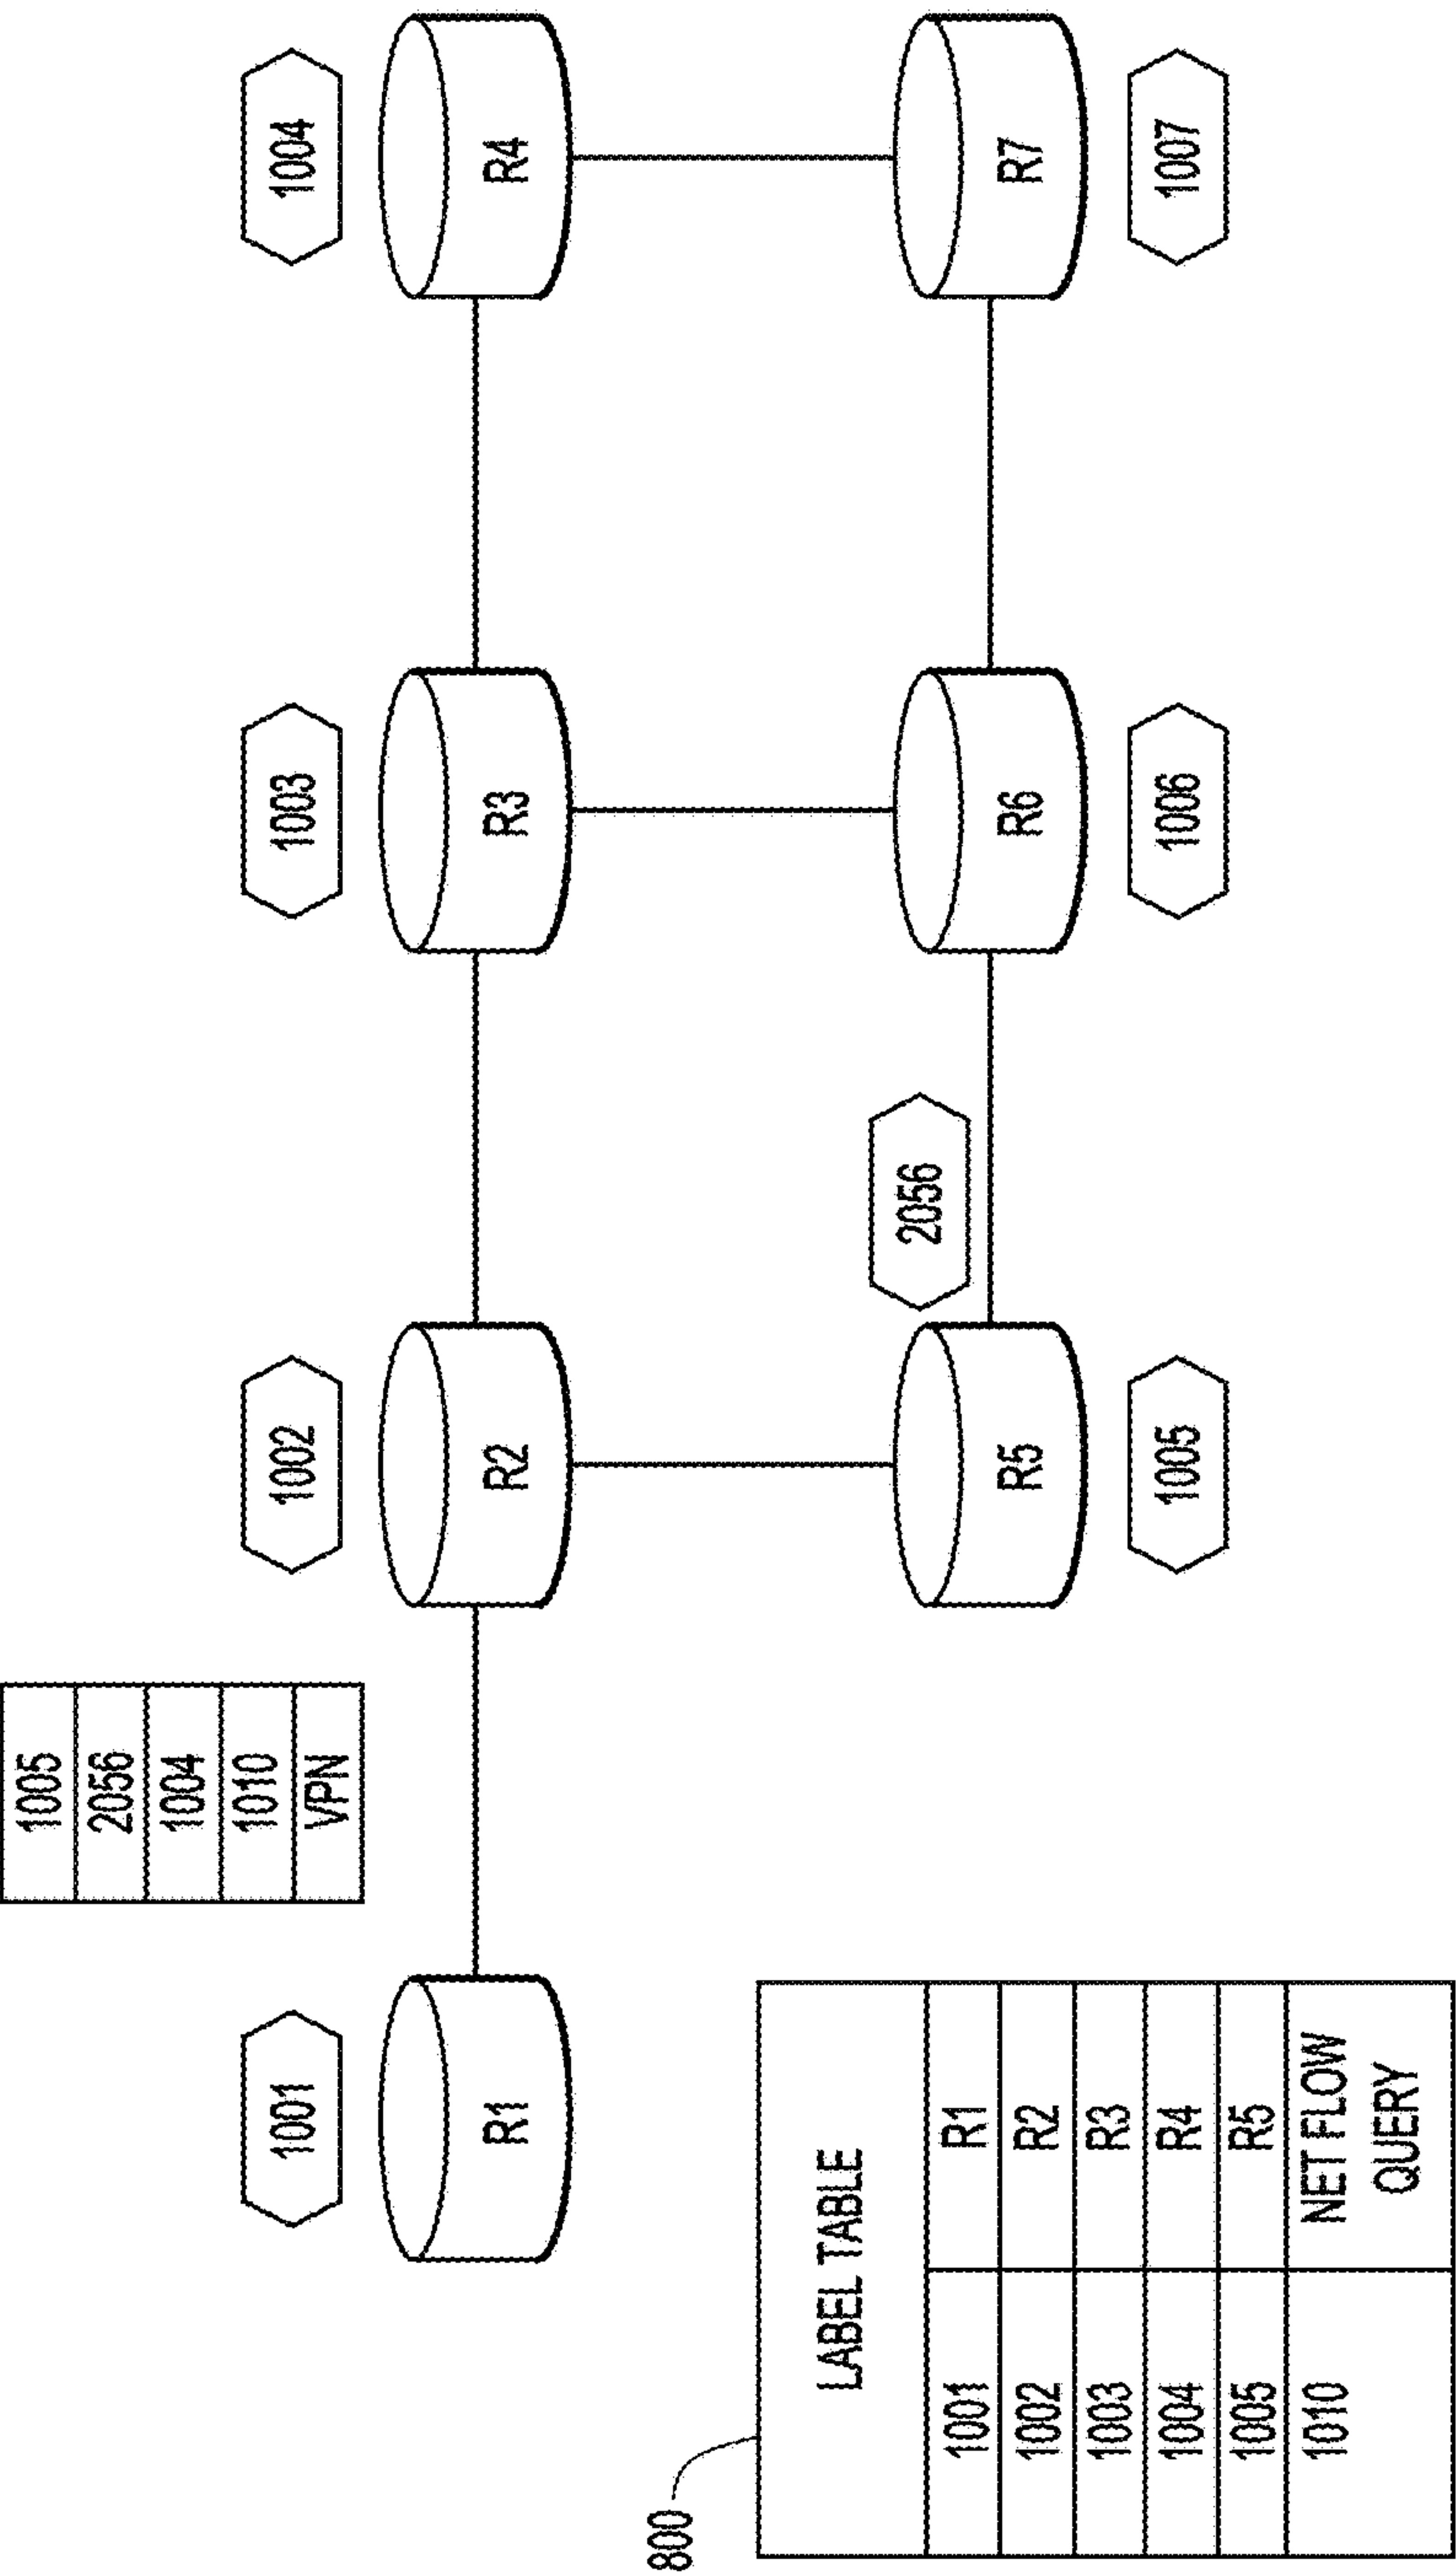 1005
2056
1004
1010
VPN
1001
1002
1003
1004
R1
R2
R3
R4
2056
R5
R6
R7
1005
1006
1007
800
LABEL TABLE
1001 R1
1002 R2
1003 R3
1004 R4
1005 R5
1010 NET FLOW
QUERY